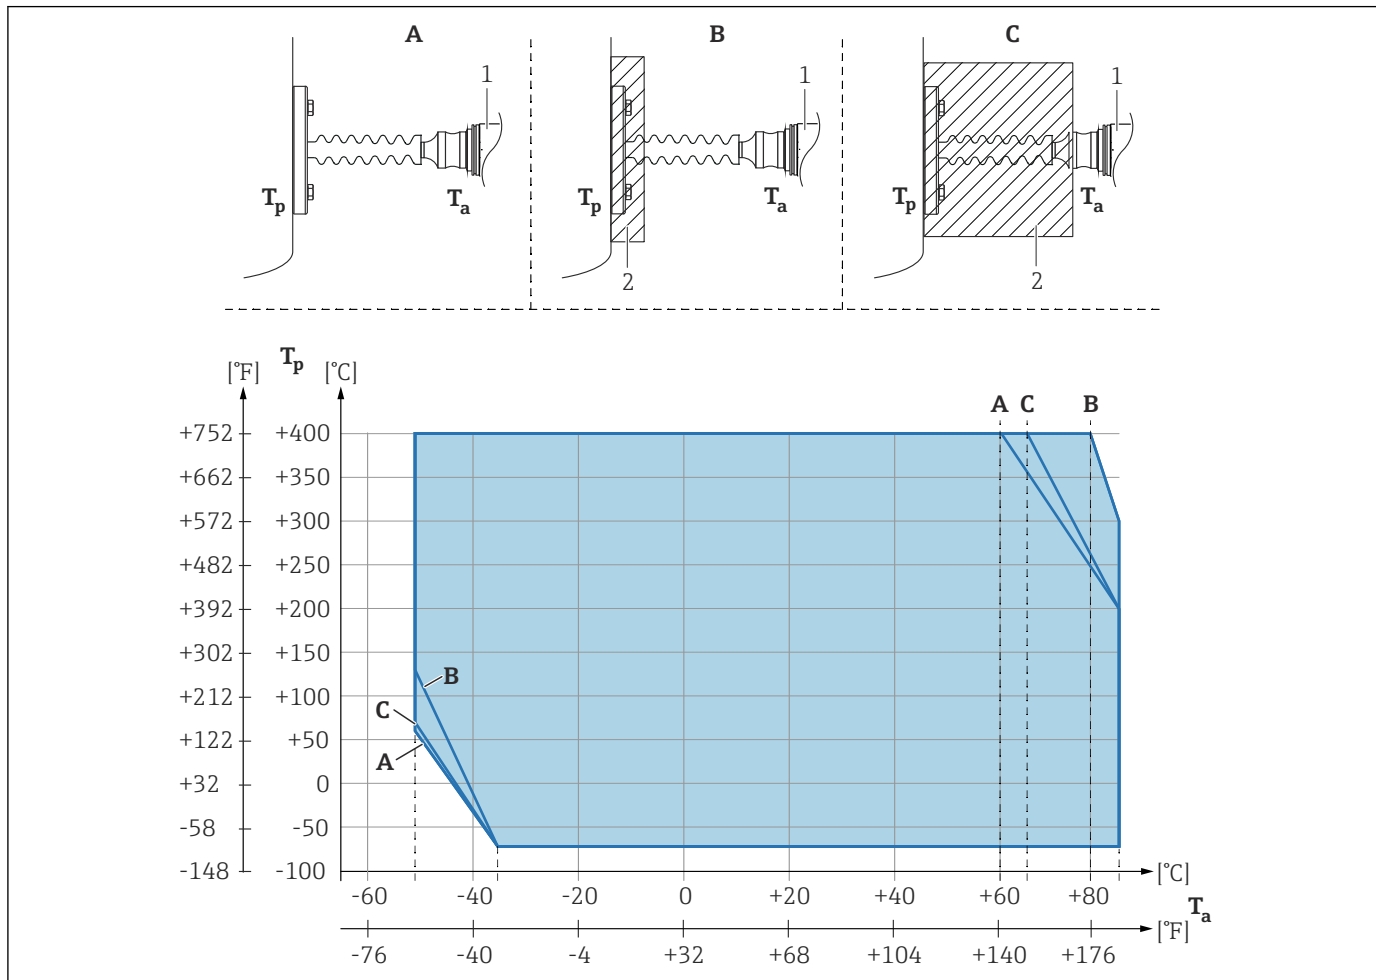 A B C
1 1 1
Tp Ta Tp Ta Tp Ta
2 2
Tp
[°F] [°C]
A C B
+752 +400
+662 +350
+572 +300
+482 +250
+392 +200
+302 +150
+212 +100
+122 +50
+32 0
-58 -50
-148 -100
B
C
A
-60 -40 -20 0 +20 +40 +60 +80 [°C]
Ta
-76 -40 -4 +32 +68 +104 +140 +176 [°F]